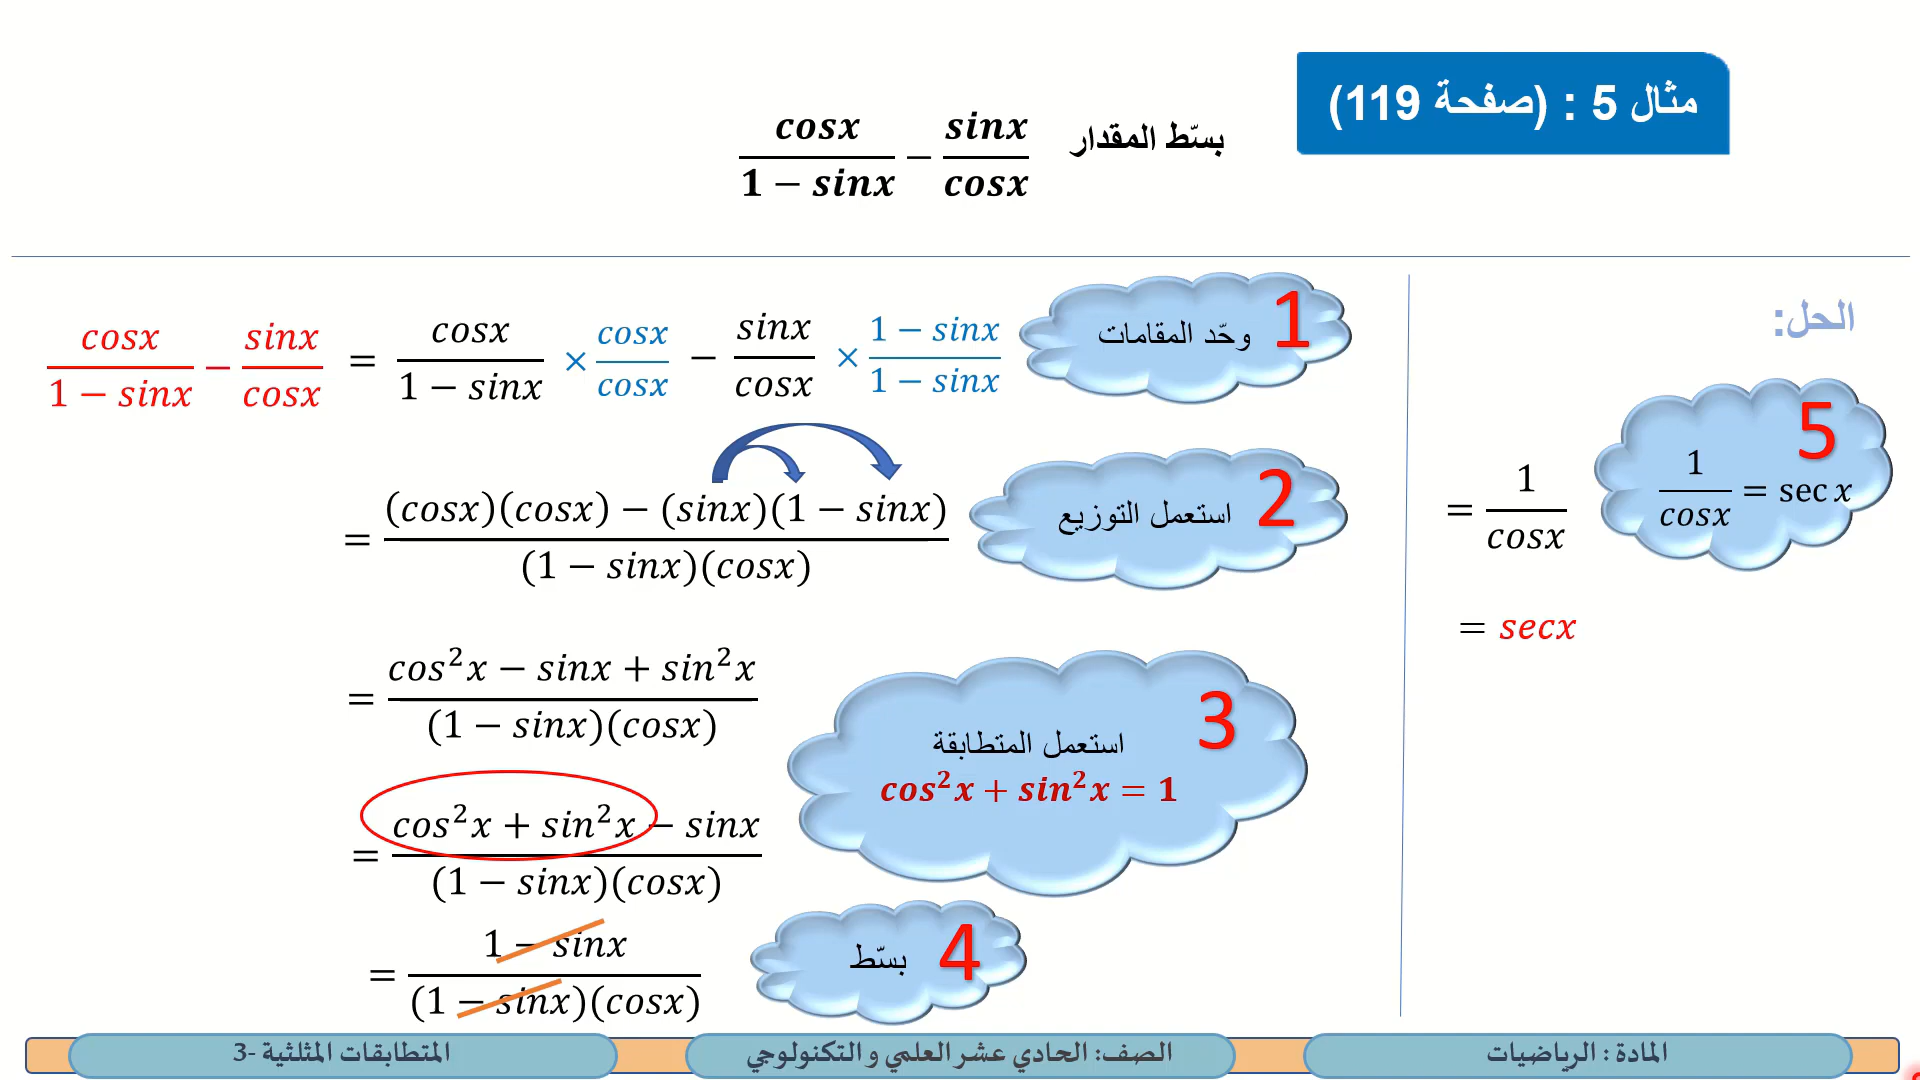 مثال 5 : (صفحة 119)
بسّط المقدار cosx/(1 − sinx) − sinx/cosx
الحل:
cosx/(1 − sinx) − sinx/cosx = cosx/(1 − sinx) × cosx/cosx − sinx/cosx × (1 − sinx)/(1 − sinx)
1 وحّد المقامات
= ((cosx)(cosx) − (sinx)(1 − sinx))/((1 − sinx)(cosx))
2 استعمل التوزيع
= (cos²x − sinx + sin²x)/((1 − sinx)(cosx))
3 استعمل المتطابقة
cos²x + sin²x = 1
= (cos²x + sin²x − sinx)/((1 − sinx)(cosx))
= (1 − sinx)/((1 − sinx)(cosx))
4 بسّط
= 1/cosx
5 1/cosx = sec x
= secx
المادة : الرياضيات
الصف: الحادي عشر العلمي و التكنولوجي
المتطابقات المثلثية -3